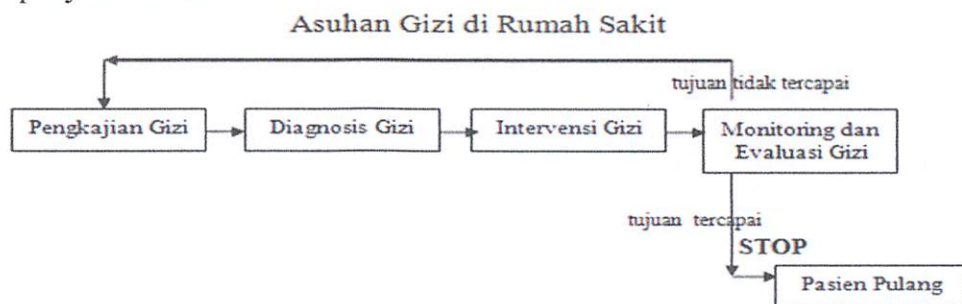 Asuhan Gizi di Rumah Sakit
tujuan tidak tercapai
Pengkajian Gizi
Diagnosis Gizi
Intervensi Gizi
Monitoring dan
Evaluasi Gizi
tujuan tercapai
STOP
Pasien Pulang